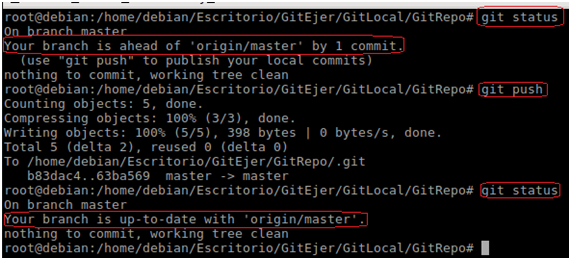 root@debian:/home/debian/Escritorio/GitEjer/GitLocal/GitRepo# git status
On branch master
Your branch is ahead of 'origin/master' by 1 commit.
  (use "git push" to publish your local commits)
nothing to commit, working tree clean
root@debian:/home/debian/Escritorio/GitEjer/GitLocal/GitRepo# git push
Counting objects: 5, done.
Compressing objects: 100% (3/3), done.
Writing objects: 100% (5/5), 398 bytes | 0 bytes/s, done.
Total 5 (delta 2), reused 0 (delta 0)
To /home/debian/Escritorio/GitEjer/GitRepo/.git
   b83dac4..63ba569  master -> master
root@debian:/home/debian/Escritorio/GitEjer/GitLocal/GitRepo# git status
On branch master
Your branch is up-to-date with 'origin/master'.
nothing to commit, working tree clean
root@debian:/home/debian/Escritorio/GitEjer/GitLocal/GitRepo#